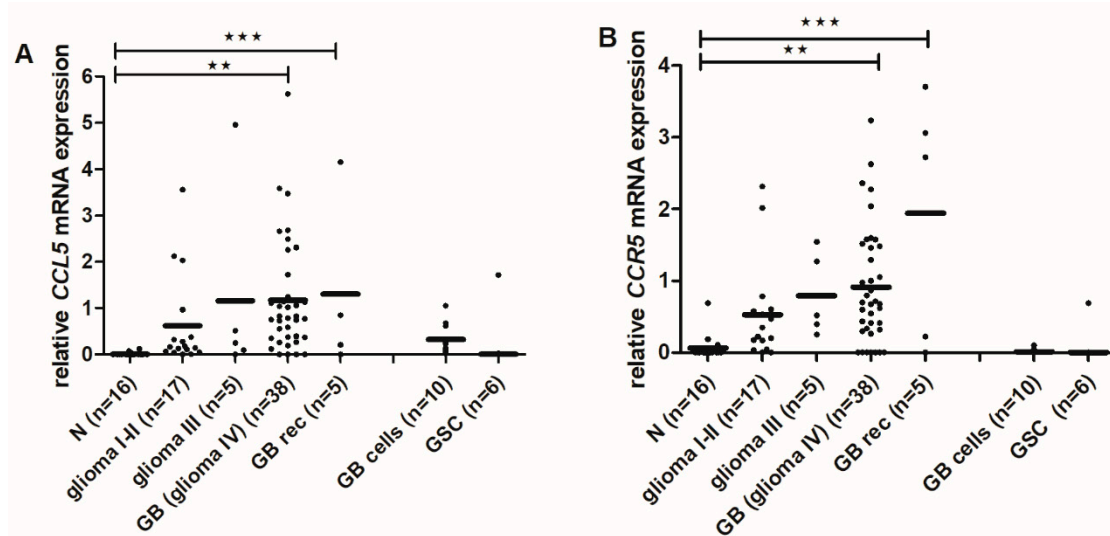 A
★★★
★★
relative CCL5 mRNA expression
6
5
4
3
2
1
0
N (n=16)
glioma I-II (n=17)
glioma III (n=5)
GB (glioma IV) (n=38)
GB rec (n=5)
GB cells (n=10)
GSC (n=6)
B
★★★
★★
relative CCR5 mRNA expression
4
3
2
1
0
N (n=16)
glioma I-II (n=17)
glioma III (n=5)
GB (glioma IV) (n=38)
GB rec (n=5)
GB cells (n=10)
GSC (n=6)